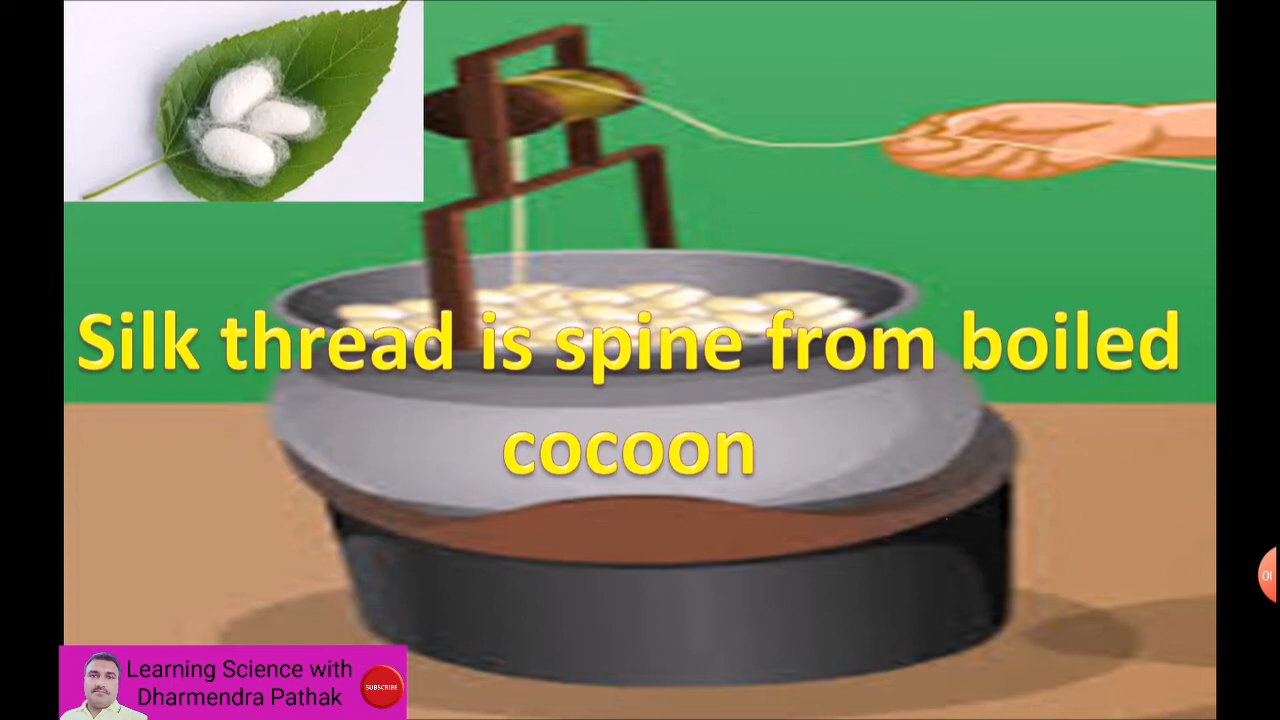 Silk thread is spine from boiled
cocoon
Learning Science with
Dharmendra Pathak
SUBSCRIBE